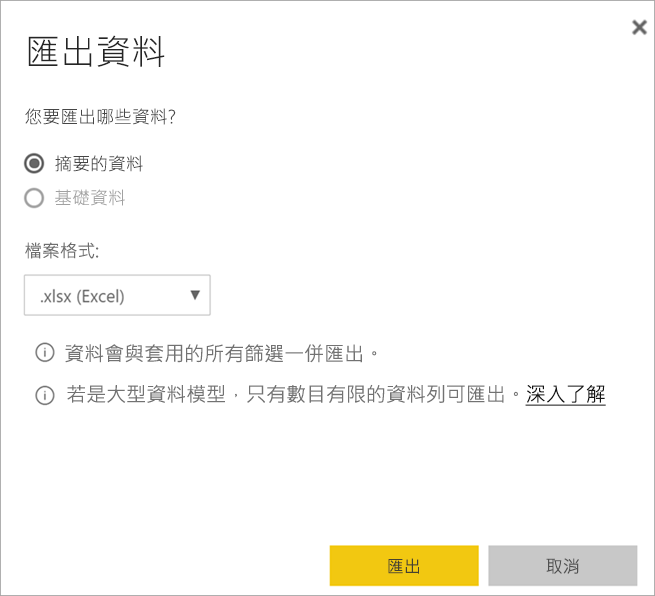 匯出資料
您要匯出哪些資料?
摘要的資料
基礎資料
檔案格式:
.xlsx (Excel)
資料會與套用的所有篩選一併匯出。
若是大型資料模型，只有數目有限的資料列可匯出。深入了解
匯出
取消